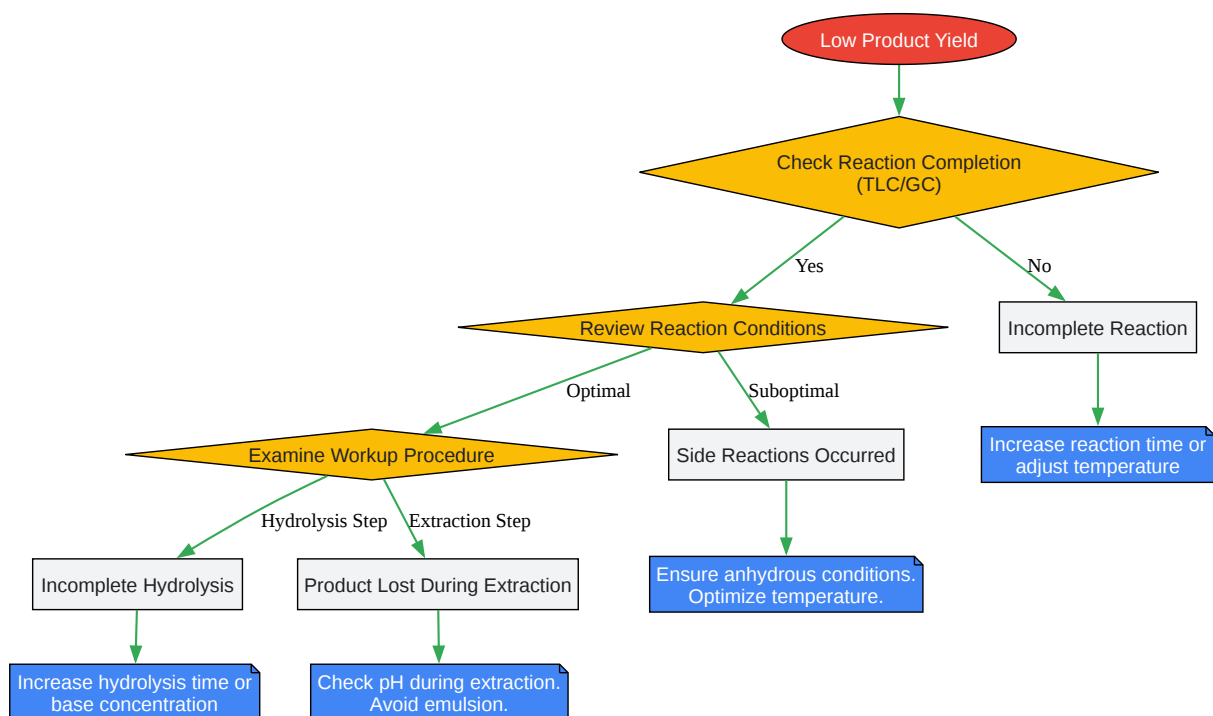 Low Product Yield
Check Reaction Completion
(TLC/GC)
Yes
No
Review Reaction Conditions
Incomplete Reaction
Optimal
Suboptimal
Examine Workup Procedure
Side Reactions Occurred
Increase reaction time or
adjust temperature
Hydrolysis Step
Extraction Step
Incomplete Hydrolysis
Product Lost During Extraction
Ensure anhydrous conditions.
Optimize temperature.
Increase hydrolysis time or
base concentration
Check pH during extraction.
Avoid emulsion.